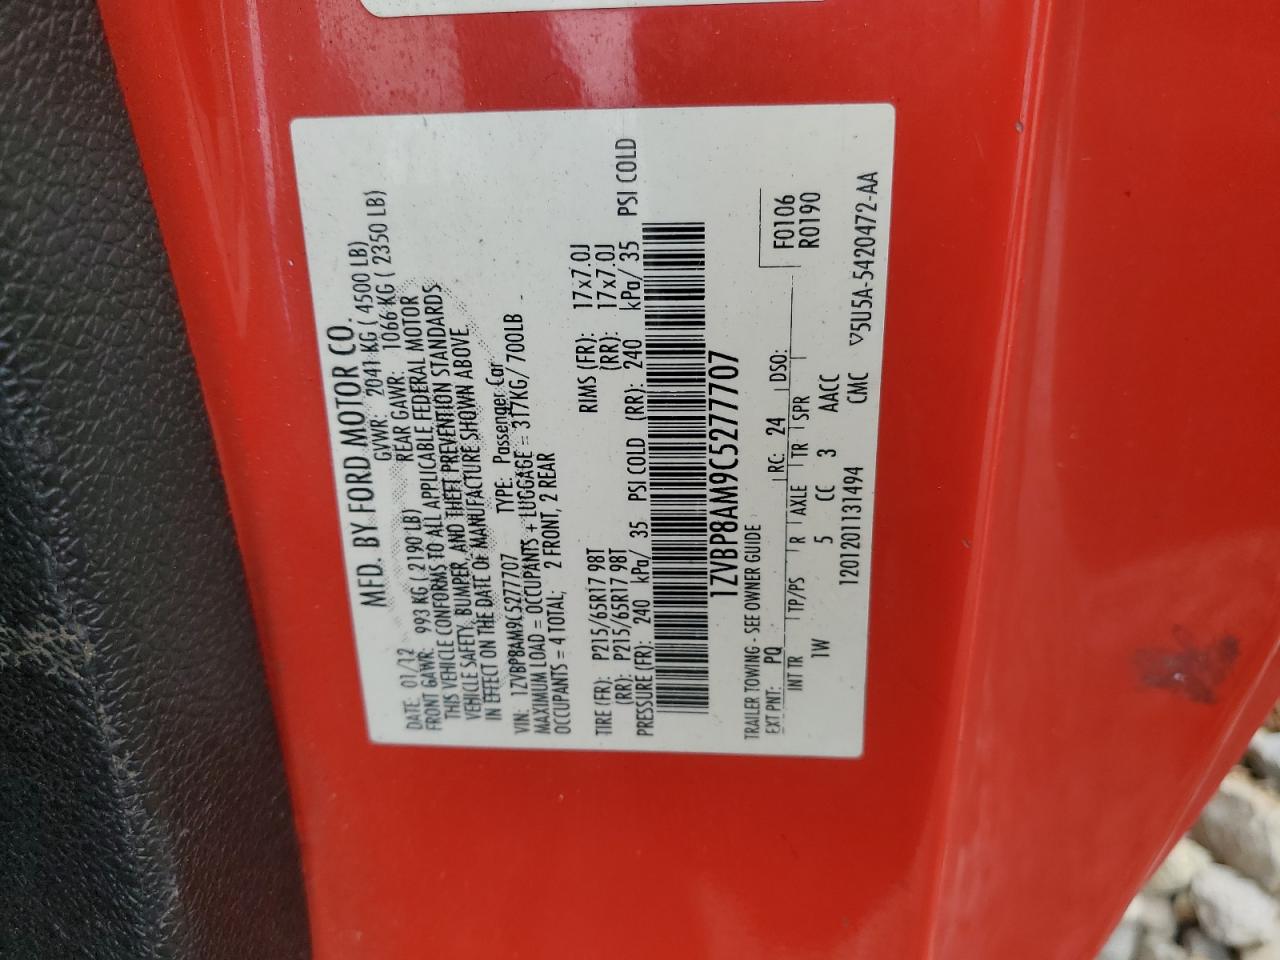 MFD. BY FORD MOTOR CO.
DATE: 01/12 GVWR: 2041 KG ( 4500 LB)
FRONT GAWR: 993 KG ( 2190 LB) REAR GAWR: 1066 KG ( 2350 LB)
THIS VEHICLE CONFORMS TO ALL APPLICABLE FEDERAL MOTOR
VEHICLE SAFETY, BUMPER, AND THEFT PREVENTION STANDARDS
IN EFFECT ON THE DATE OF MANUFACTURE SHOWN ABOVE.
VIN: 1ZVBP8AM9C5277707 TYPE: Passenger Car
MAXIMUM LOAD = OCCUPANTS + LUGGAGE = 317KG/ 700LB
OCCUPANTS = 4 TOTAL; 2 FRONT, 2 REAR
TIRE (FR): P215/65R17 98T RIMS (FR): 17x7.0J
(RR): P215/65R17 98T (RR): 17x7.0J
PRESSURE (FR): 240 kPa/ 35 PSI COLD (RR): 240 kPa/ 35 PSI COLD
1ZVBP8AM9C5277707
TRAILER TOWING - SEE OWNER GUIDE
F0106
EXT PNT: PQ RC: 24 DSO: R0190
INT TR TP/PS R AXLE TR SPR
1W 5 CC 3 AACC
1201201131494 CMC ▽5U5A-5420472-AA